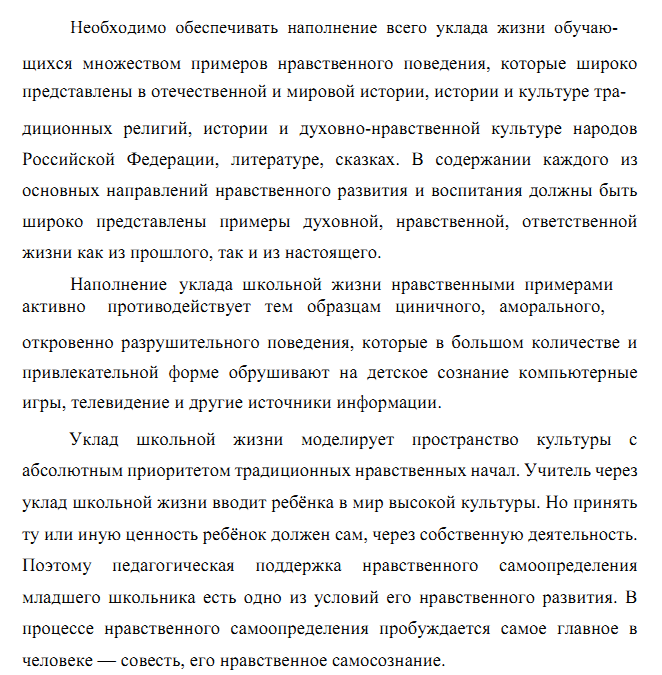 Необходимо обеспечивать наполнение всего уклада жизни обучаю-
щихся множеством примеров нравственного поведения, которые широко
представлены в отечественной и мировой истории, истории и культуре тра-
диционных религий, истории и духовно-нравственной культуре народов
Российской Федерации, литературе, сказках. В содержании каждого из
основных направлений нравственного развития и воспитания должны быть
широко представлены примеры духовной, нравственной, ответственной
жизни как из прошлого, так и из настоящего.
Наполнение уклада школьной жизни нравственными примерами
активно противодействует тем образцам циничного, аморального,
откровенно разрушительного поведения, которые в большом количестве и
привлекательной форме обрушивают на детское сознание компьютерные
игры, телевидение и другие источники информации.
Уклад школьной жизни моделирует пространство культуры с
абсолютным приоритетом традиционных нравственных начал. Учитель через
уклад школьной жизни вводит ребёнка в мир высокой культуры. Но принять
ту или иную ценность ребёнок должен сам, через собственную деятельность.
Поэтому педагогическая поддержка нравственного самоопределения
младшего школьника есть одно из условий его нравственного развития. В
процессе нравственного самоопределения пробуждается самое главное в
человеке — совесть, его нравственное самосознание.